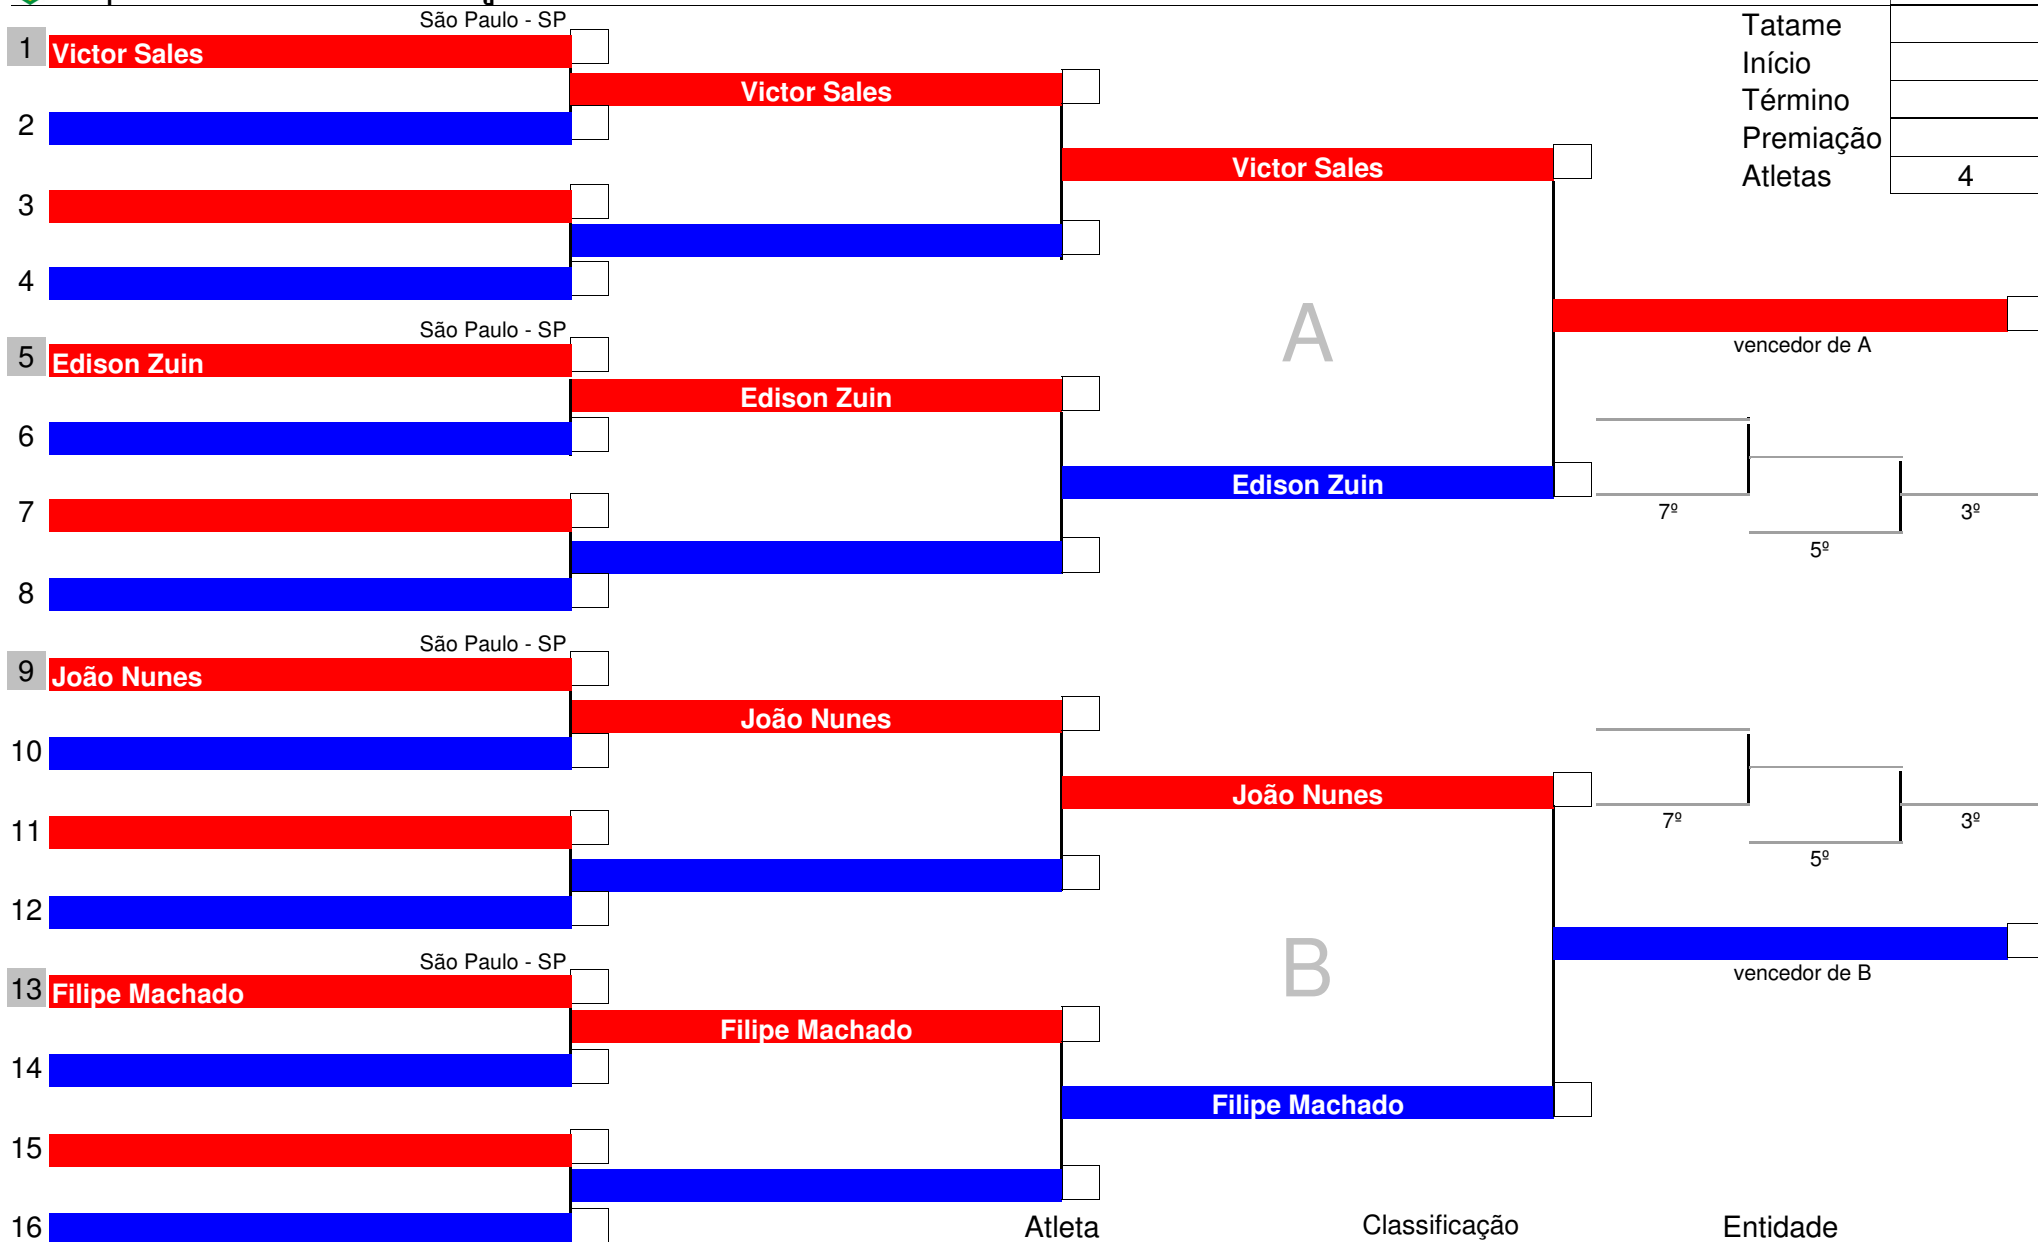 São Paulo - SP
Tatame
1 Victor Sales
Início
Victor Sales
Término
2
Premiação
Victor Sales
Atletas 4
3
4
São Paulo - SP
A
vencedor de A
5 Edison Zuin
Edison Zuin
6
Edison Zuin
7
7º
3º
5º
8
São Paulo - SP
9 João Nunes
João Nunes
10
João Nunes
7º
3º
11
5º
12
B
São Paulo - SP
vencedor de B
13 Filipe Machado
Filipe Machado
14
Filipe Machado
15
16
Atleta Classificação Entidade